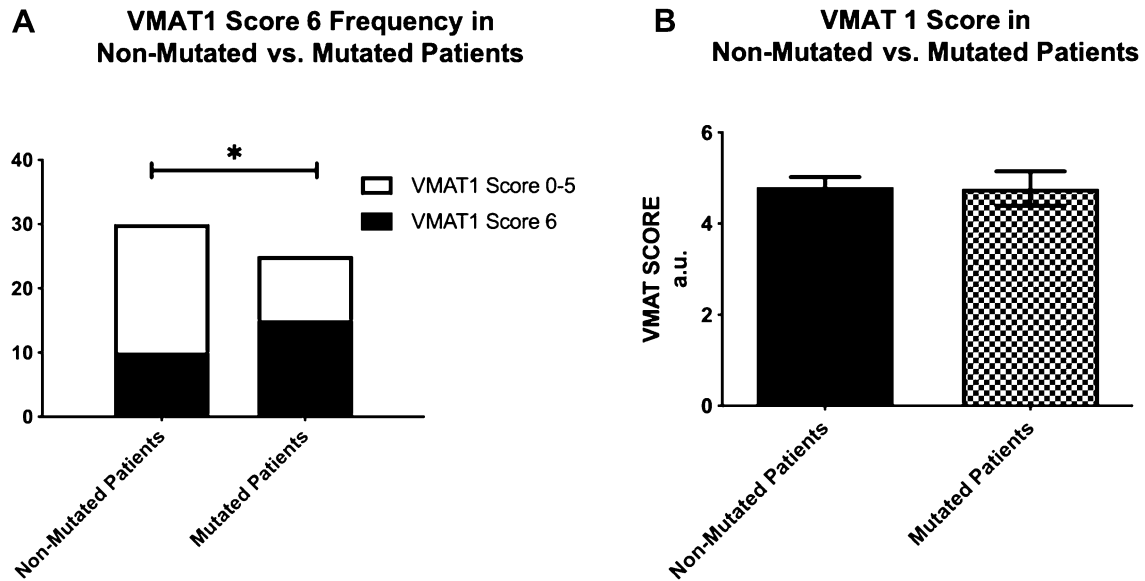 A
VMAT1 Score 6 Frequency in
Non-Mutated vs. Mutated Patients
40
30
20
10
0
*
VMAT1 Score 0-5
VMAT1 Score 6
Non-Mutated Patients
Mutated Patients
B
VMAT 1 Score in
Non-Mutated vs. Mutated Patients
VMAT SCORE
a.u.
6
4
2
0
Non-Mutated Patients
Mutated Patients